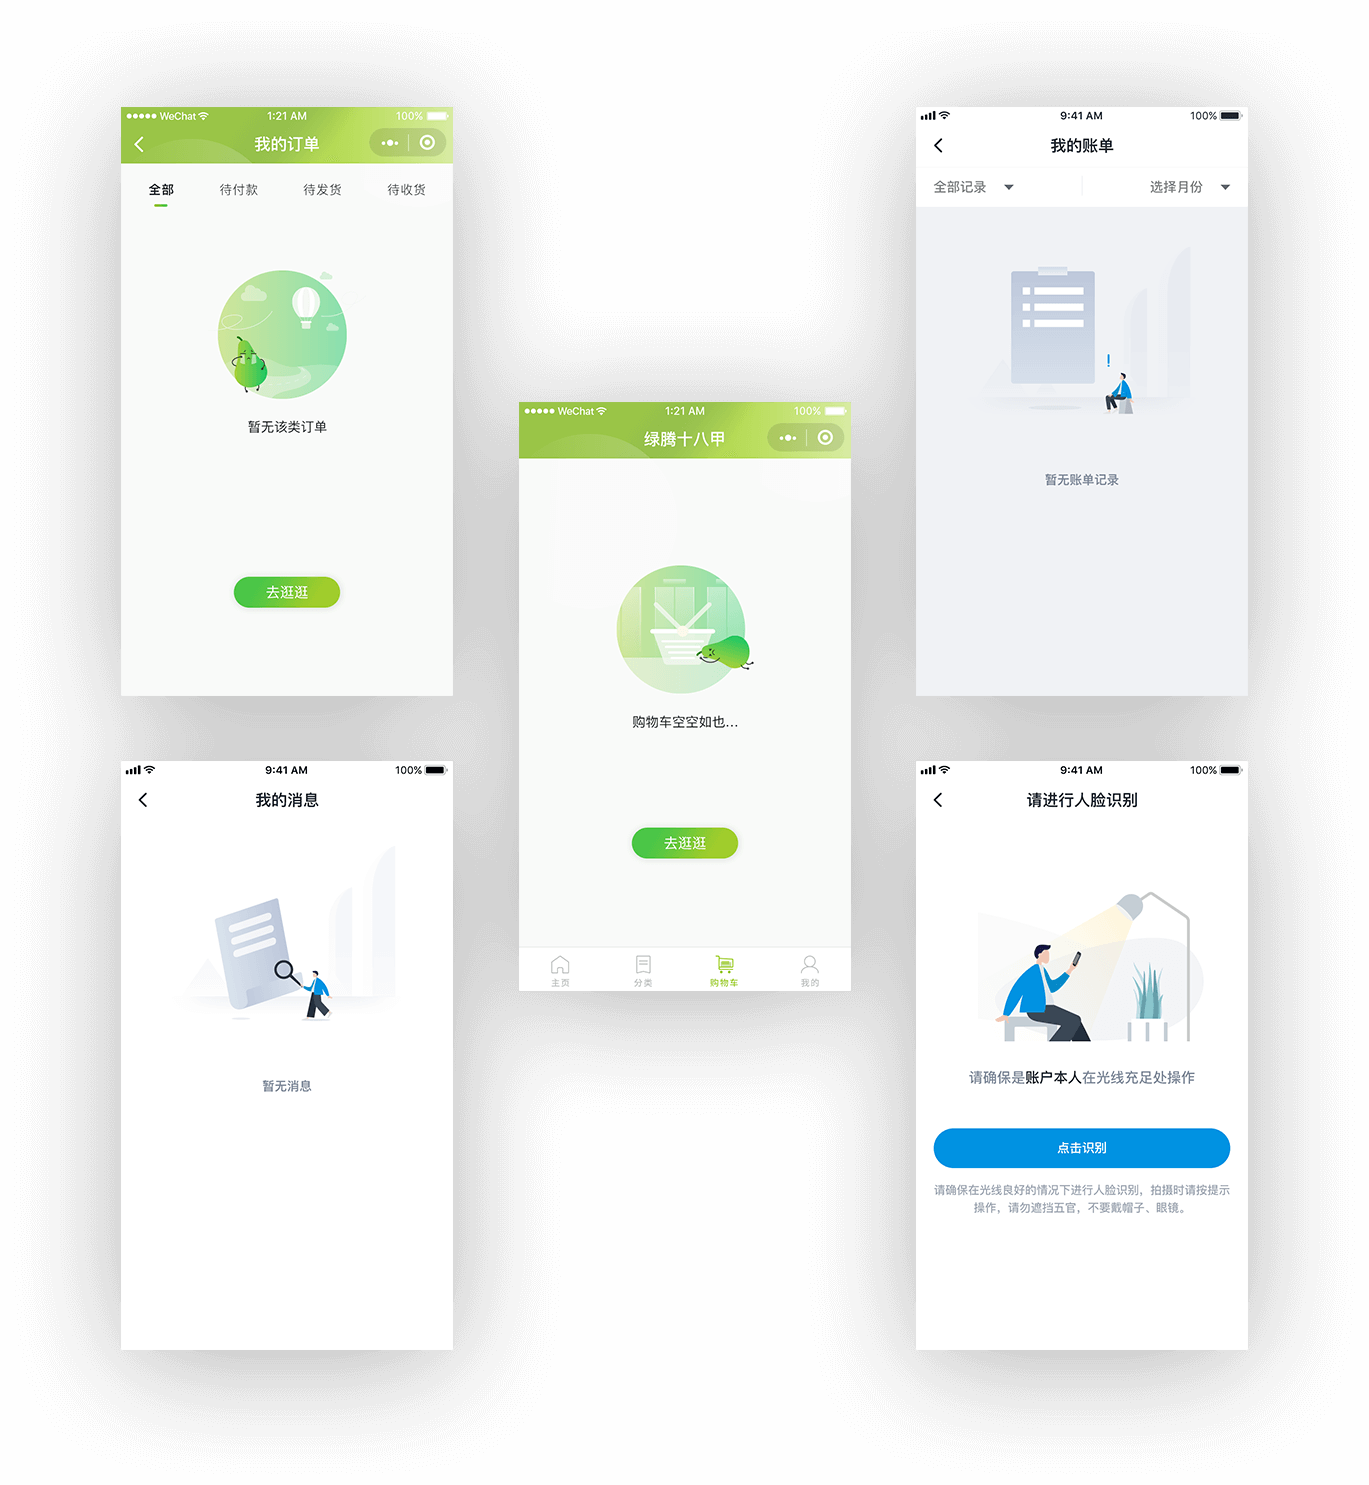 WeChat 1:21 AM 100%
我的订单
全部 待付款 待发货 待收货
暂无该类订单
去逛逛
9:41 AM 100%
我的账单
全部记录 选择月份
暂无账单记录
WeChat 1:21 AM 100%
绿腾十八甲
购物车空空如也...
去逛逛
主页 分类 购物车 我的
9:41 AM 100%
我的消息
暂无消息
9:41 AM 100%
请进行人脸识别
请确保是账户本人在光线充足处操作
点击识别
请确保在光线良好的情况下进行人脸识别，拍摄时请按提示
操作，请勿遮挡五官，不要戴帽子、眼镜。